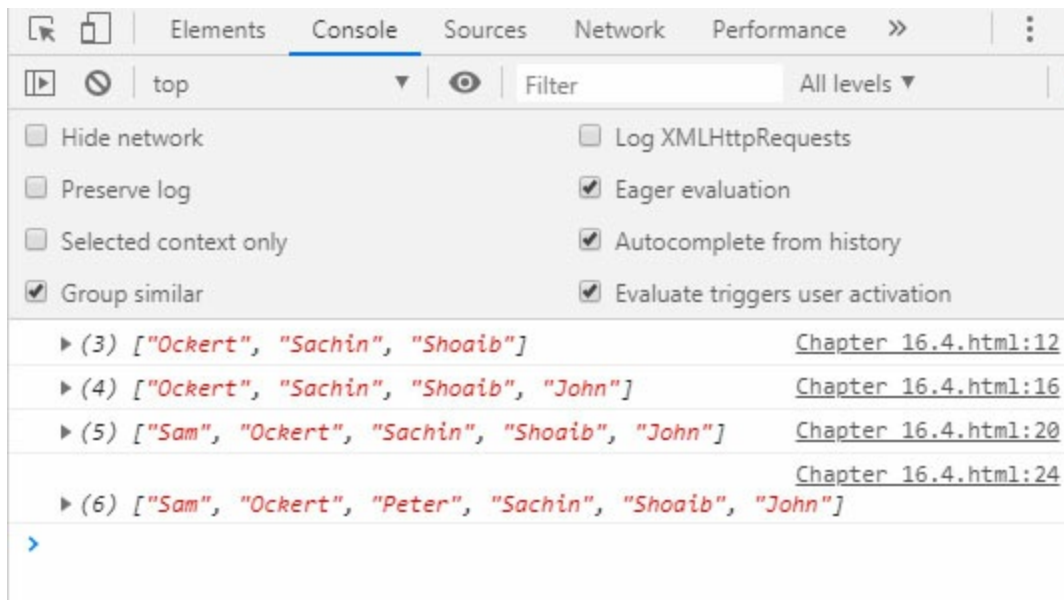 Elements Console Sources Network Performance »
top ▼ Filter All levels ▼
Hide network Log XMLHttpRequests
Preserve log Eager evaluation
Selected context only Autocomplete from history
Group similar Evaluate triggers user activation
▶ (3) ["Ockert", "Sachin", "Shoaib"] Chapter 16.4.html:12
▶ (4) ["Ockert", "Sachin", "Shoaib", "John"] Chapter 16.4.html:16
▶ (5) ["Sam", "Ockert", "Sachin", "Shoaib", "John"] Chapter 16.4.html:20
Chapter 16.4.html:24
▶ (6) ["Sam", "Ockert", "Peter", "Sachin", "Shoaib", "John"]
>